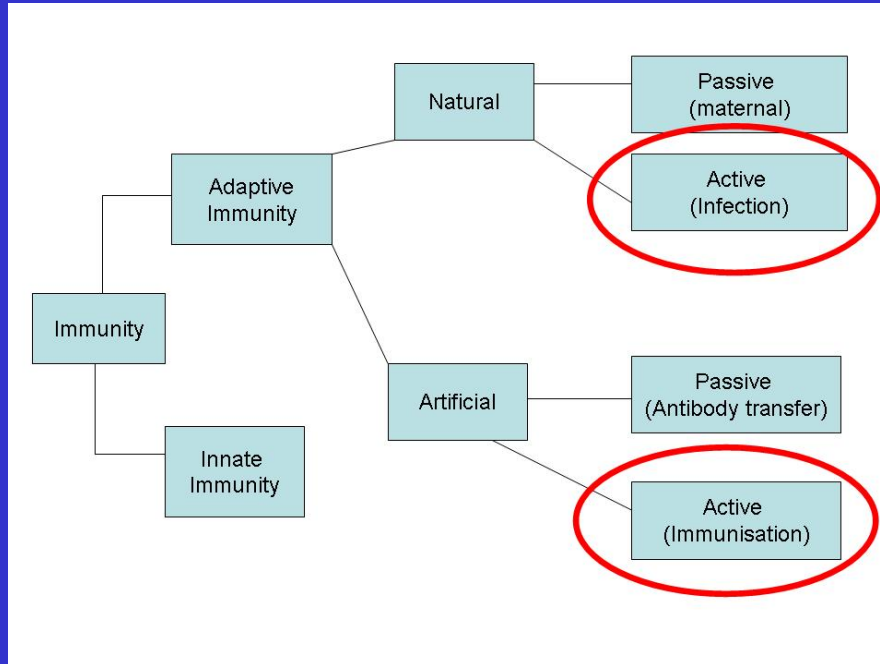 Natural
Passive
(maternal)
Adaptive
Immunity
Active
(Infection)
Immunity
Artificial
Passive
(Antibody transfer)
Innate
Immunity
Active
(Immunisation)